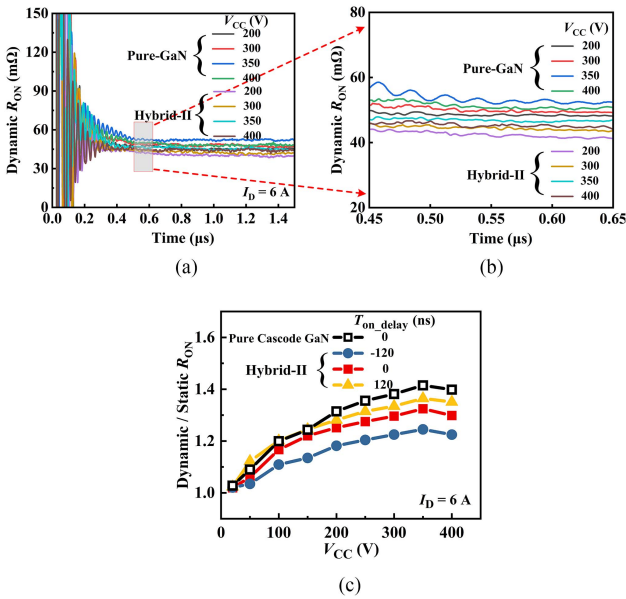 V_CC (V)
200
Pure-GaN { 300
350
400
200
Hybrid-II { 300
350
400
I_D = 6 A
150
120
90
60
30
0
Dynamic R_ON (mΩ)
0.0 0.2 0.4 0.6 0.8 1.0 1.2 1.4
Time (μs)
(a)
V_CC (V)
200
Pure-GaN { 300
350
400
200
Hybrid-II { 300
350
400
80
60
40
20
Dynamic R_ON (mΩ)
0.45 0.50 0.55 0.60 0.65
Time (μs)
(b)
T_on_delay (ns)
Pure Cascode GaN 0
Hybrid-II { -120
0
120
I_D = 6 A
1.6
1.4
1.2
1.0
Dynamic / Static R_ON
0 100 200 300 400
V_CC (V)
(c)